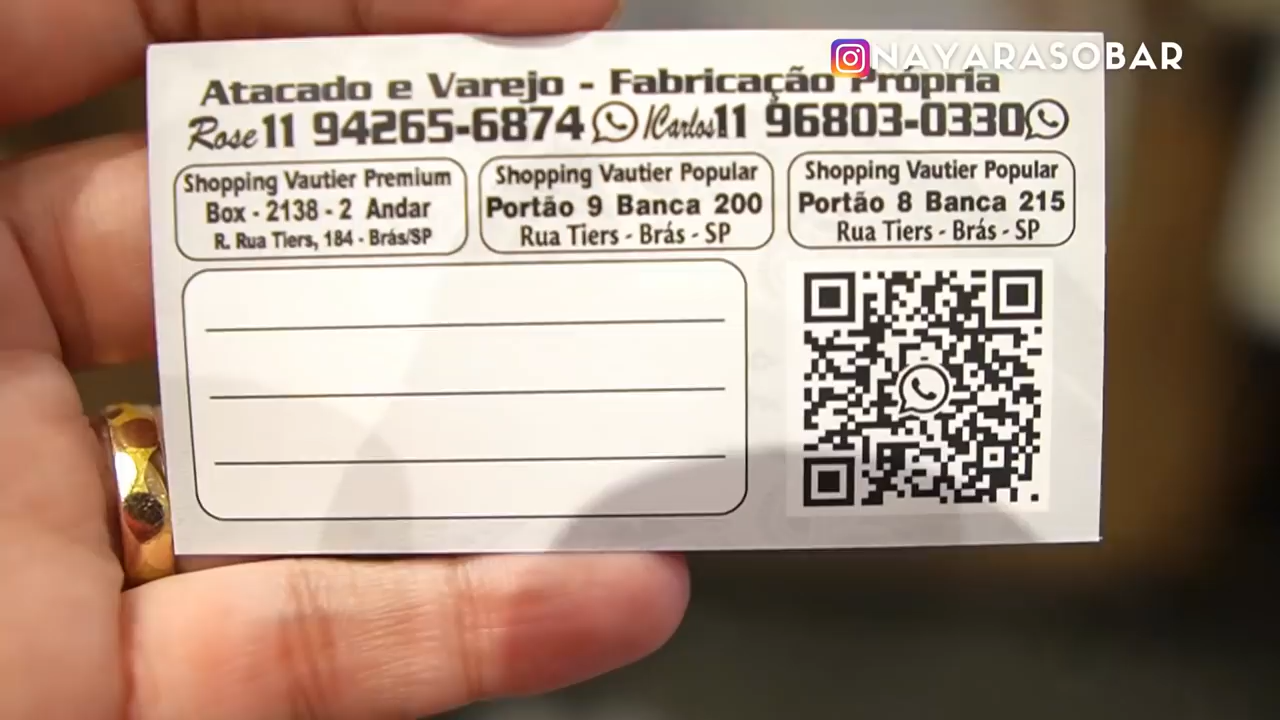 NAYARASOBAR
Atacado e Varejo - Fabricação Própria
Rose 11 94265-6874 / Carlos 11 96803-0330
Shopping Vautier Premium
Box - 2138 - 2 Andar
R. Rua Tiers, 184 - Brás/SP
Shopping Vautier Popular
Portão 9 Banca 200
Rua Tiers - Brás - SP
Shopping Vautier Popular
Portão 8 Banca 215
Rua Tiers - Brás - SP